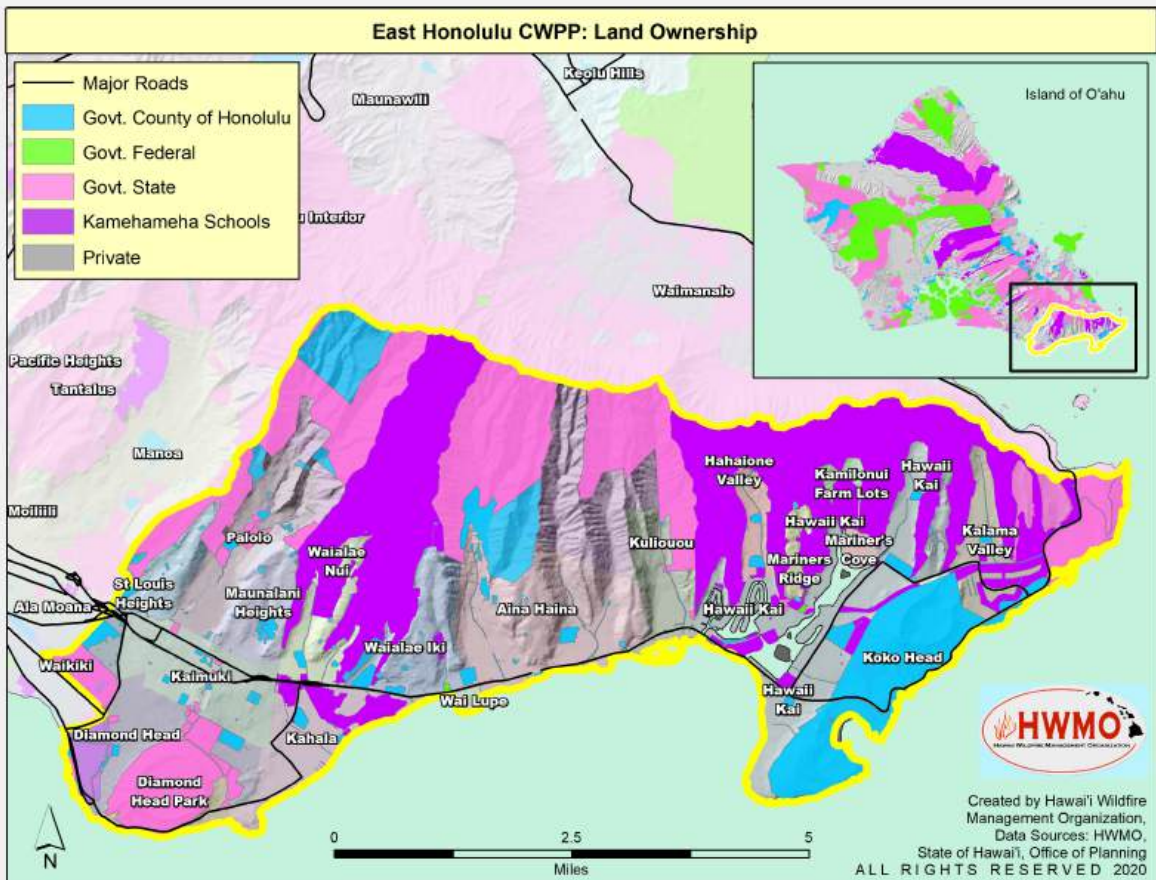 East Honolulu CWPP: Land Ownership
Major Roads
Govt. County of Honolulu
Govt. Federal
Govt. State
Kamehameha Schools
Private
Island of O'ahu
Keolu Hills
Maunawili
u Interior
Waimanalo
Pacific Heights
Tantalus
Manoa
Moiliili
Palolo
St Louis
Heights
Ala Moana
Waikiki
Waialae
Nui
Maunalani
Heights
Kaimuki
Waialae Iki
Diamond Head
Kahala
Diamond
Head Park
Aina Haina
Wai Lupe
Kuliouou
Hahaione
Valley
Kamilonui
Farm Lots
Hawaii
Kai
Hawaii Kai
Mariner's
Cove
Mariners
Ridge
Kalama
Valley
Hawaii Kai
Koko Head
Hawaii
Kai
HWMO
HAWAII WILDFIRE MANAGEMENT ORGANIZATION
N
0
2.5
5
Miles
Created by Hawai'i Wildfire
Management Organization,
Data Sources: HWMO,
State of Hawai'i, Office of Planning
ALL RIGHTS RESERVED 2020